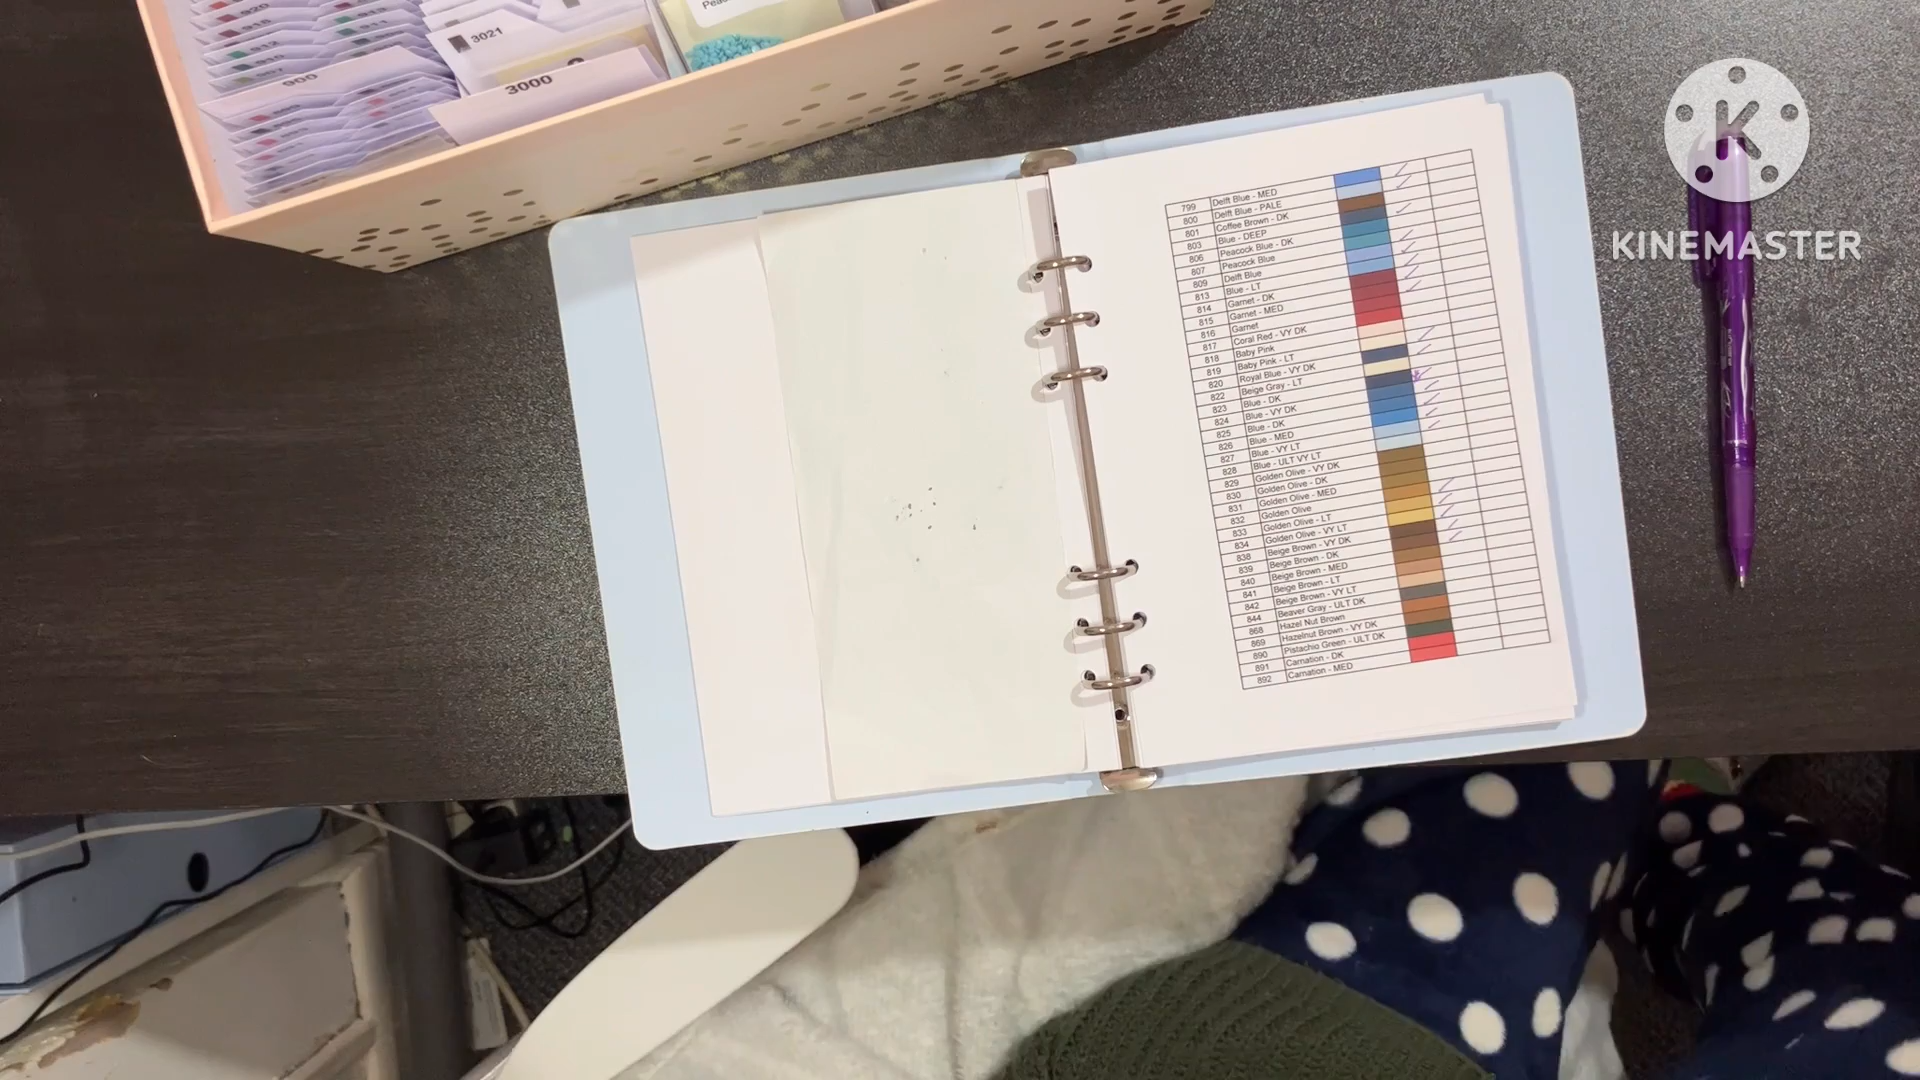 920
918
911
912
910
907
900
3021
3000
KINEMASTER
799 Delft Blue - MED
800 Delft Blue - PALE
801 Coffee Brown - DK
803 Blue - DEEP
806 Peacock Blue - DK
807 Peacock Blue
809 Delft Blue
813 Blue - LT
814 Garnet - DK
815 Garnet - MED
816 Garnet
817 Coral Red - VY DK
818 Baby Pink
819 Baby Pink - LT
820 Royal Blue - VY DK
822 Beige Gray - LT
823 Blue - DK
824 Blue - VY DK
825 Blue - DK
826 Blue - MED
827 Blue - VY LT
828 Blue - ULT VY LT
829 Golden Olive - VY DK
830 Golden Olive - DK
831 Golden Olive - MED
832 Golden Olive
833 Golden Olive - LT
834 Golden Olive - VY LT
838 Beige Brown - VY DK
839 Beige Brown - DK
840 Beige Brown - MED
841 Beige Brown - LT
842 Beige Brown - VY LT
844 Beaver Gray - ULT DK
868 Hazel Nut Brown
869 Hazelnut Brown - VY DK
890 Pistachio Green - ULT DK
891 Carnation - DK
892 Carnation - MED